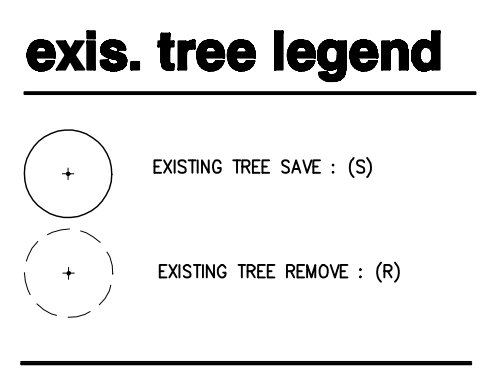 exis. tree legend
EXISTING TREE SAVE : (S)
EXISTING TREE REMOVE : (R)